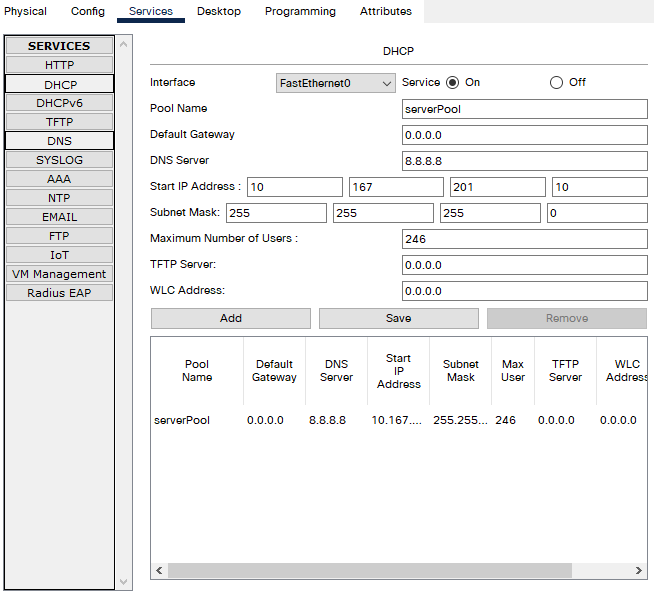 Physical Config Services Desktop Programming Attributes
SERVICES
HTTP
DHCP
DHCPv6
TFTP
DNS
SYSLOG
AAA
NTP
EMAIL
FTP
IoT
VM Management
Radius EAP
DHCP
Interface FastEthernet0 Service On Off
Pool Name serverPool
Default Gateway 0.0.0.0
DNS Server 8.8.8.8
Start IP Address : 10 167 201 10
Subnet Mask: 255 255 255 0
Maximum Number of Users : 246
TFTP Server: 0.0.0.0
WLC Address: 0.0.0.0
Add Save Remove
Pool Name Default Gateway DNS Server Start IP Address Subnet Mask Max User TFTP Server WLC Address
serverPool 0.0.0.0 8.8.8.8 10.167.... 255.255... 246 0.0.0.0 0.0.0.0